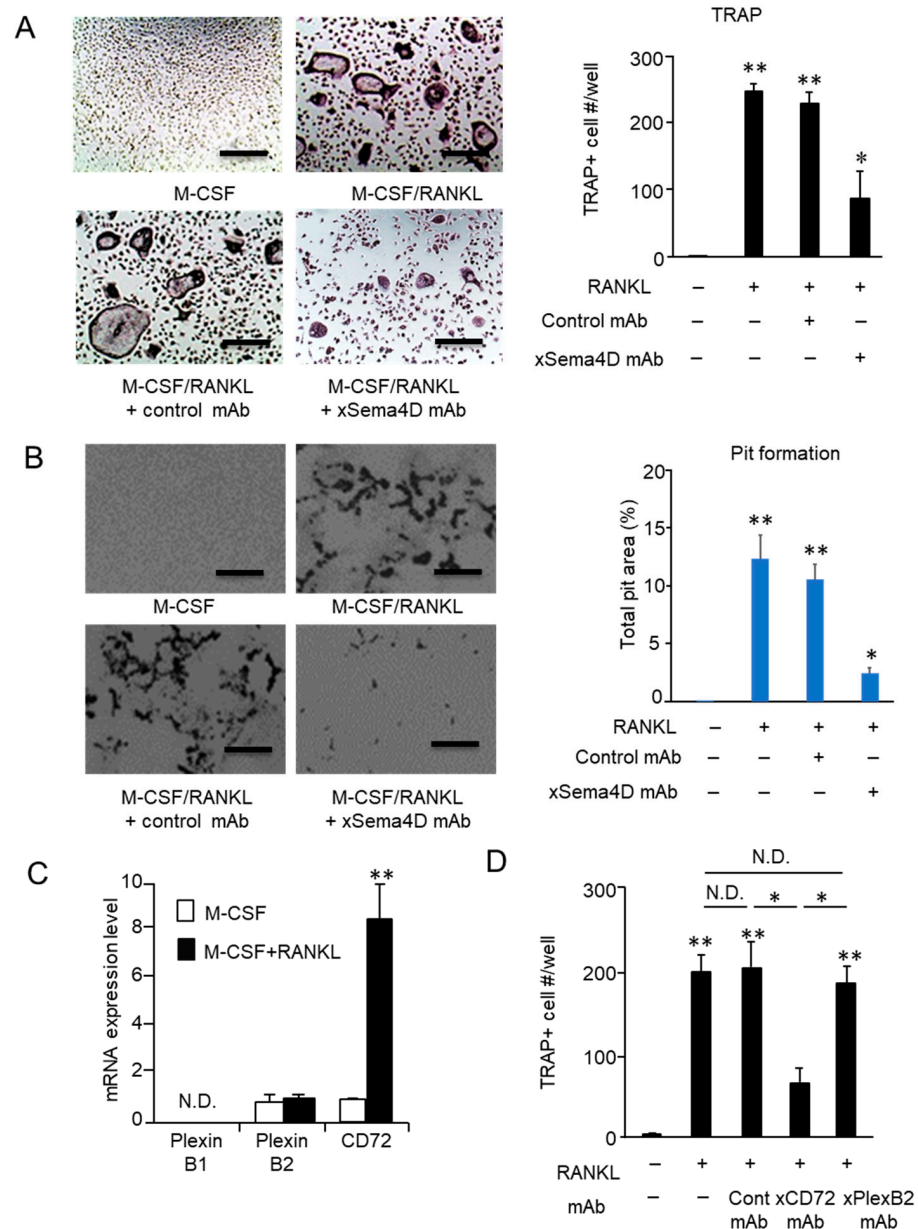 A
M-CSF
M-CSF/RANKL
M-CSF/RANKL
+ control mAb
M-CSF/RANKL
+ xSema4D mAb
TRAP
TRAP+ cell #/well
300
200
100
0
**
**
*
RANKL – + + +
Control mAb – – + –
xSema4D mAb – – – +
B
M-CSF
M-CSF/RANKL
M-CSF/RANKL
+ control mAb
M-CSF/RANKL
+ xSema4D mAb
Pit formation
Total pit area (%)
20
15
10
5
0
**
**
*
RANKL – + + +
Control mAb – – + –
xSema4D mAb – – – +
C
mRNA expression level
10
8
6
4
2
0
M-CSF
M-CSF+RANKL
**
N.D.
Plexin B1
Plexin B2
CD72
D
N.D.
N.D. * *
TRAP+ cell #/well
300
200
100
0
**
**
**
RANKL – + + + +
mAb – – Cont mAb xCD72 mAb xPlexB2 mAb